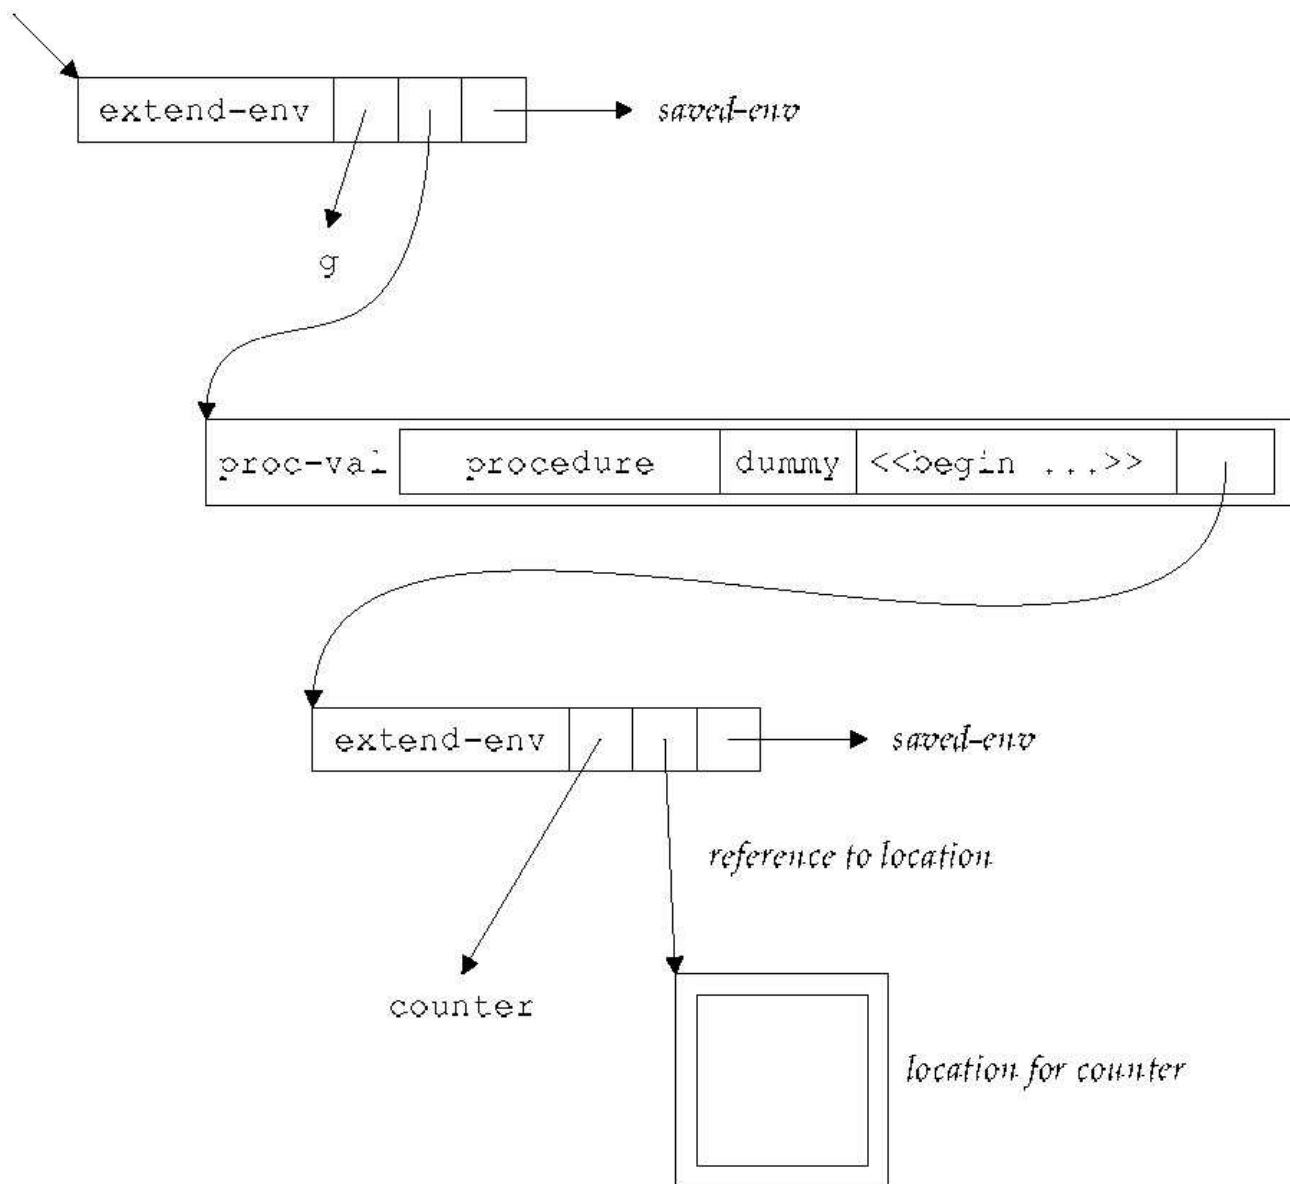 extend-env saved-env
g
proc-val procedure dummy <<begin ...>>
extend-env saved-env
reference to location
counter
location for counter